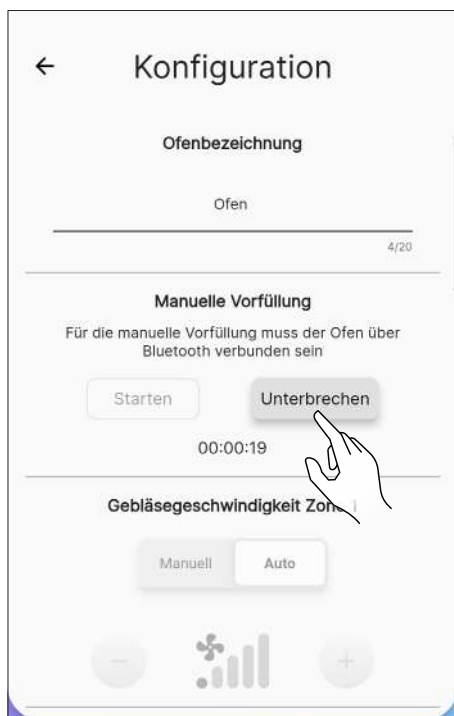 Konfiguration
Ofenbezeichnung
Ofen
4/20
Manuelle Vorfüllung
Für die manuelle Vorfüllung muss der Ofen über
Bluetooth verbunden sein
Starten
Unterbrechen
00:00:19
Gebläsegeschwindigkeit Zone 1
Manuell
Auto